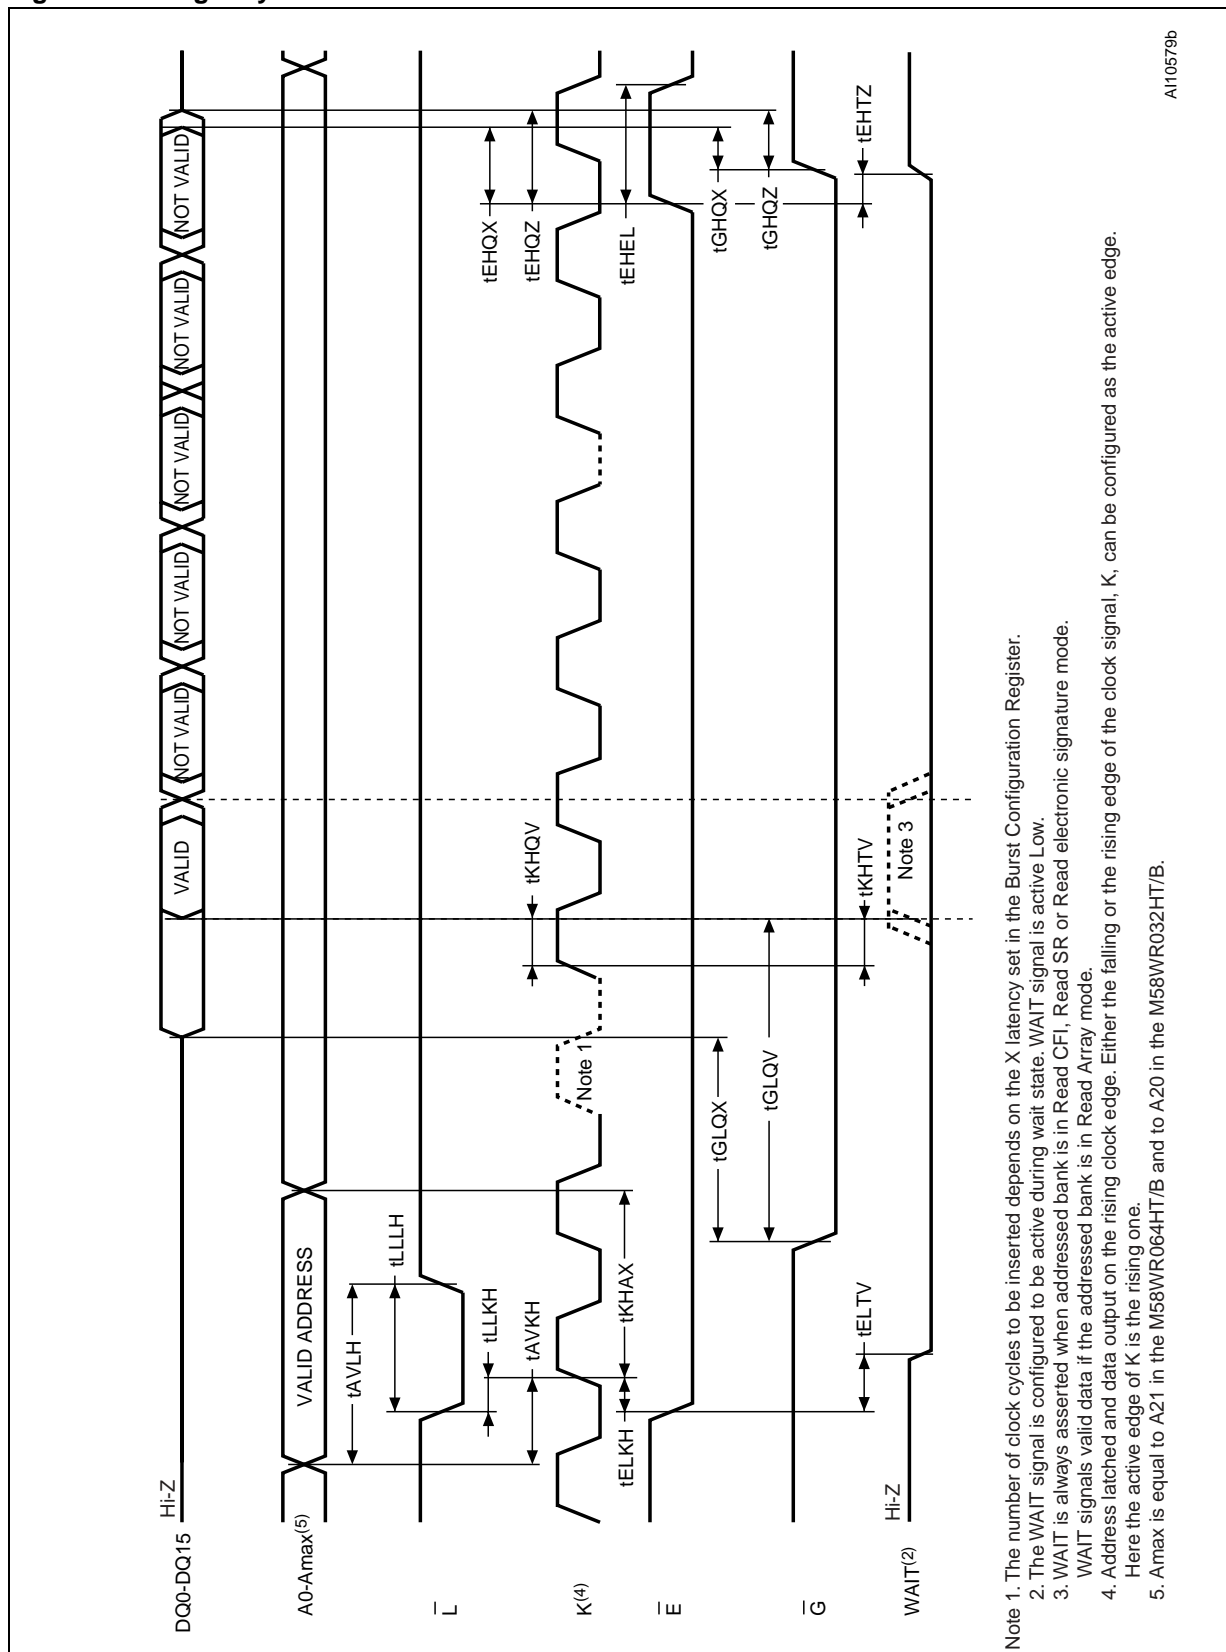 DQ0-DQ15
Hi-Z
VALID
NOT VALID
NOT VALID
NOT VALID
NOT VALID
NOT VALID
A0-Amax(5)
VALID ADDRESS
tAVLH
L
tLLLH
tLLKH
tEHQX
tAVKH
tKHQV
tEHQZ
K(4)
Note 1
tELKH
tKHAX
tEHEL
E
tGLQX
tGHQX
tGLQV
tGHQZ
G
tELTV
tKHTV
tEHTZ
WAIT(2)
Hi-Z
Note 3
Note 1. The number of clock cycles to be inserted depends on the X latency set in the Burst Configuration Register.
2. The WAIT signal is configured to be active during wait state. WAIT signal is active Low.
3. WAIT is always asserted when addressed bank is in Read CFI, Read SR or Read electronic signature mode.
WAIT signals valid data if the addressed bank is in Read Array mode.
4. Address latched and data output on the rising clock edge. Either the falling or the rising edge of the clock signal, K, can be configured as the active edge.
Here the active edge of K is the rising one.
5. Amax is equal to A21 in the M58WR064HT/B and to A20 in the M58WR032HT/B.
AI10579b